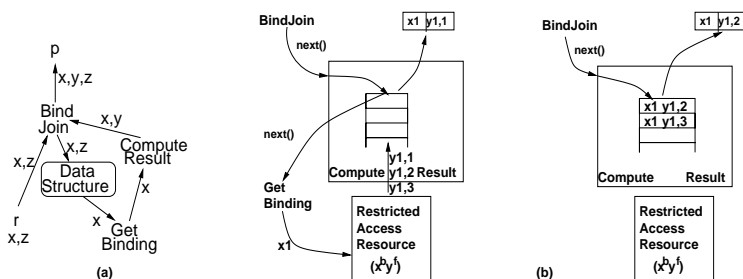 p
x,y,z
Bind
Join
x,y
x,z
x,z
Compute
Result
Data
Structure
x
x
r
x,z
Get
Binding
(a)
BindJoin
next()
x1 y1,1
next()
y1,1
Compute y1,2 Result
y1,3
Get
Binding
x1
Restricted
Access
Resource
(x^b y^f)
BindJoin
next()
x1 y1,2
x1 y1,2
x1 y1,3
Compute Result
Restricted
Access
Resource
(x^b y^f)
(b)